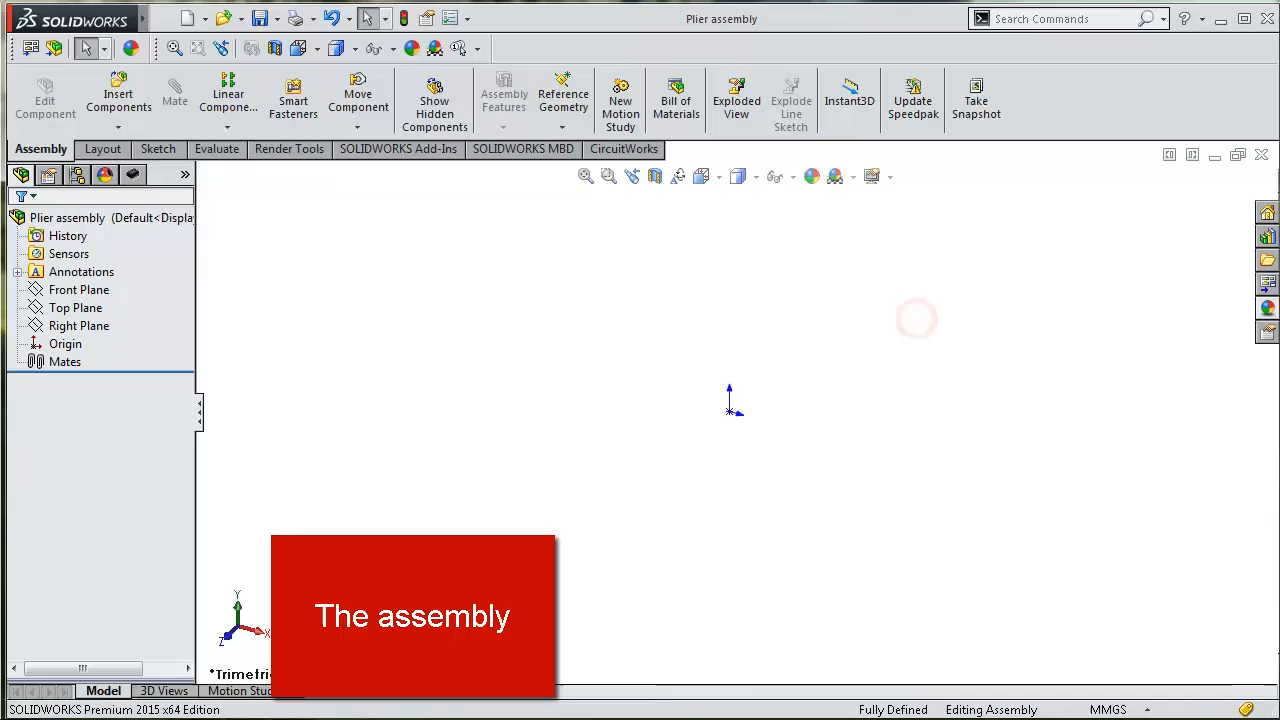 SOLIDWORKS
Plier assembly
Search Commands
Edit
Component
Insert
Components
Mate
Linear
Compone...
Smart
Fasteners
Move
Component
Show
Hidden
Components
Assembly
Features
Reference
Geometry
New
Motion
Study
Bill of
Materials
Exploded
View
Explode
Line
Sketch
Instant3D
Update
Speedpak
Take
Snapshot
Assembly
Layout
Sketch
Evaluate
Render Tools
SOLIDWORKS Add-Ins
SOLIDWORKS MBD
CircuitWorks
Plier assembly (Default<Displa
History
Sensors
A Annotations
Front Plane
Top Plane
Right Plane
Origin
Mates
Y
X
Z
*Trimetri
The assembly
Model
3D Views
Motion Stu
SOLIDWORKS Premium 2015 x64 Edition
Fully Defined
Editing Assembly
MMGS